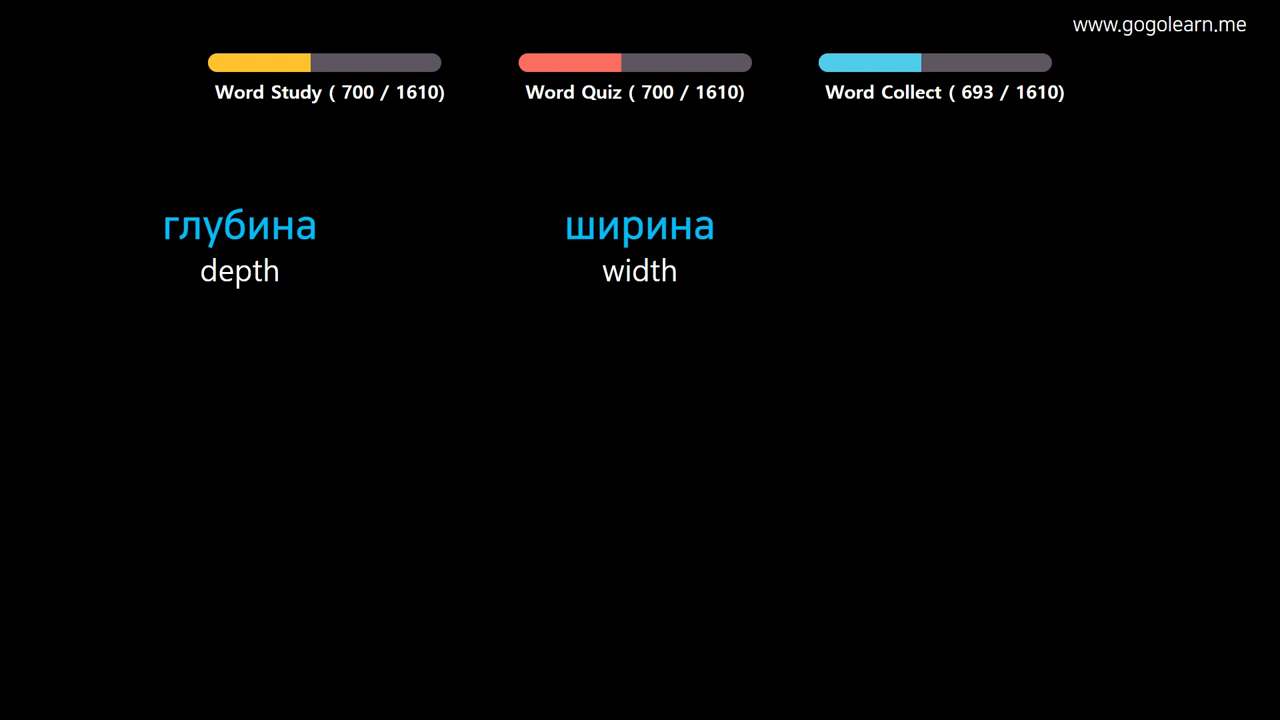 www.gogolearn.me
Word Study ( 700 / 1610)
Word Quiz ( 700 / 1610)
Word Collect ( 693 / 1610)
глубина
depth
ширина
width